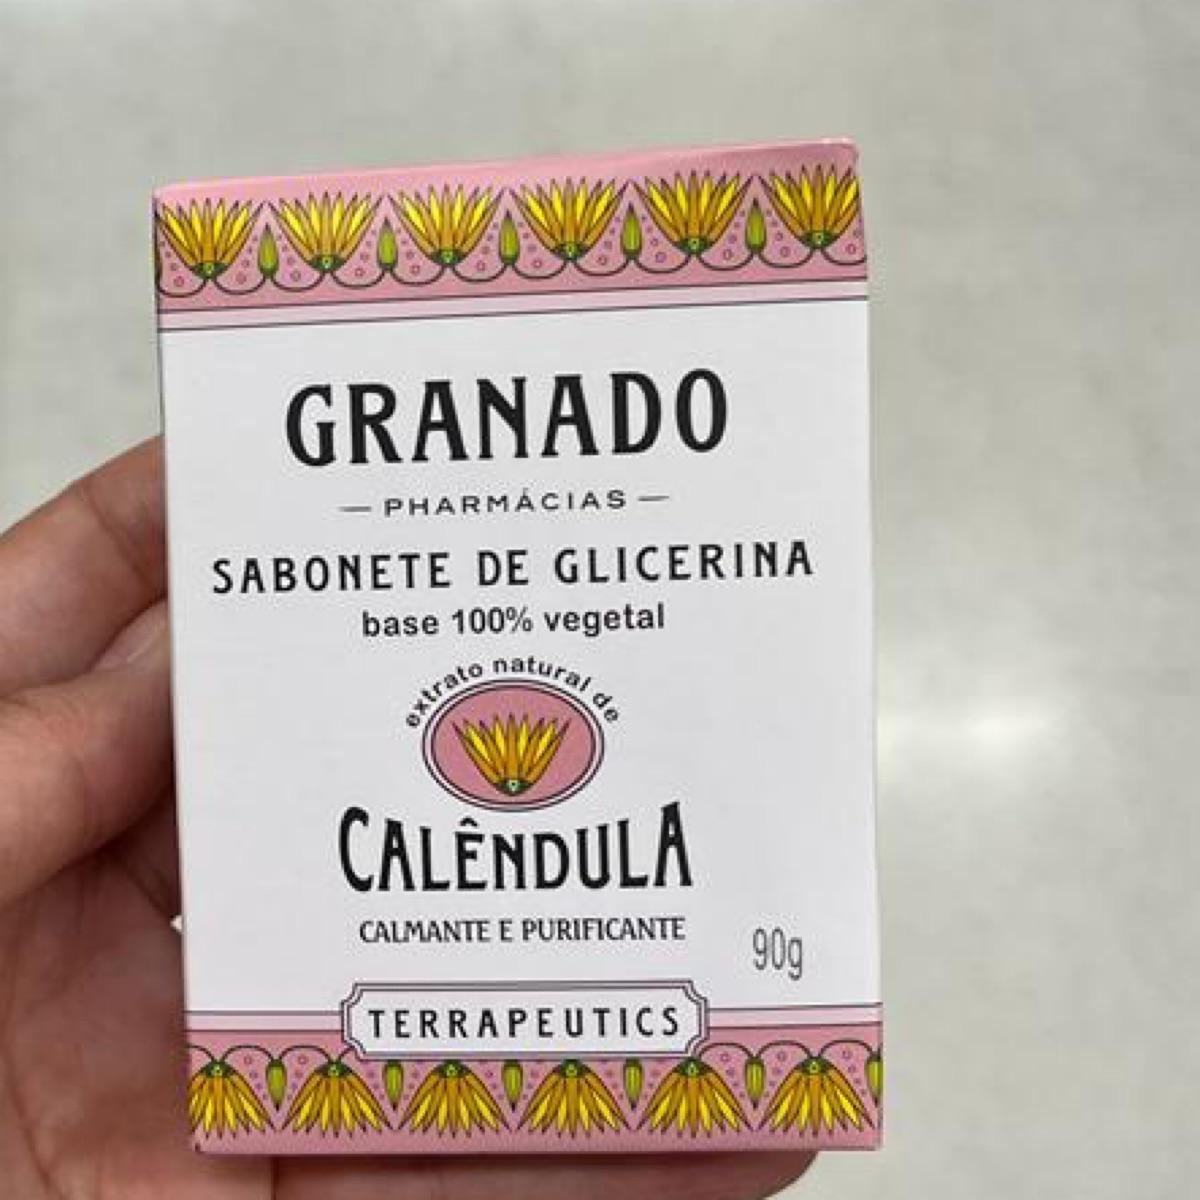 GRANADO
— PHARMÁCIAS —
SABONETE DE GLICERINA
base 100% vegetal
extrato natural de
CALÊNDULA
CALMANTE E PURIFICANTE
90g
TERRAPEUTICS